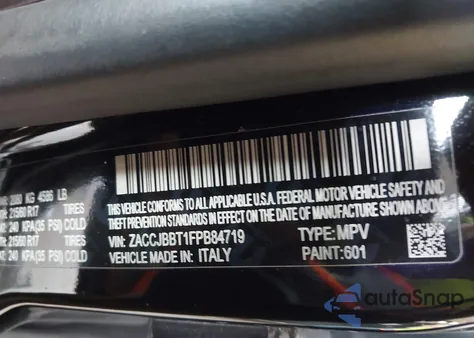 2080 KG 4586 LB
215/60 R17 TIRES
240 KPA(35 PSI) COLD
215/60 R17 TIRES
240 KPA(35 PSI) COLD
THIS VEHICLE CONFORMS TO ALL APPLICABLE U.S.A. FEDERAL MOTOR VEHICLE SAFETY AND
THEFT PREVENTION STANDARDS IN EFFECT ON THE DATE OF MANUFACTURE SHOWN ABOVE.
VIN: ZACCJBBT1FPB84719 TYPE: MPV
VEHICLE MADE IN: ITALY PAINT:601
autaSnap